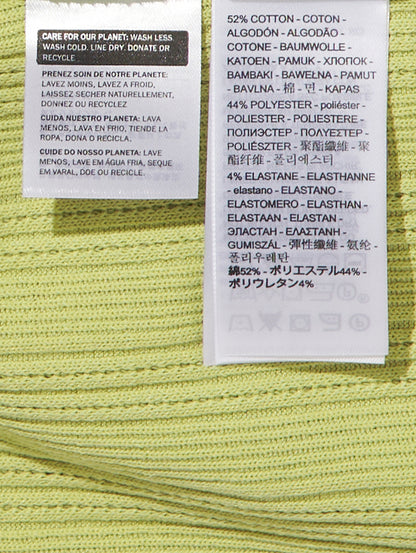 CARE FOR OUR PLANET: WASH LESS
WASH COLD. LINE DRY. DONATE OR
RECYCLE
PRENEZ SOIN DE NOTRE PLANETE:
LAVEZ MOINS, LAVEZ A FROID,
LAISSEZ SECHER NATURELLEMENT,
DONNEZ OU RECYCLEZ
CUIDA NUESTRO PLANETA: LAVA
MENOS, LAVA EN FRIO, TIENDE LA
ROPA, DONA O RECICLA.
GUIDE DO NOSSO PLANETA: LAVE
MENOS, LAVE EM ÁGUA FRIA, SEQUE
EM VARAL, DOE OU RECICLE.
52% COTTON - COTON -
ALGODÓN - ALGODÃO -
COTONE - BAUMWOLLE -
KATOEN - PAMUK - ХЛОПОК -
BAMBAKI - BAWEŁNA - PAMUT
- BAVLNA - 棉 - 면 - KAPAS
44% POLYESTER - poliéster -
POLIESTER - POLIESTERE -
ПОЛИЭСТЕР - ΠΟΛΥΕΣΤΕΡ -
POLIÉSZTER - 聚酯纖維 - 聚
酯纤维 - 폴리에스터
4% ELASTANE - ELASTHANNE
- elastano - ELASTANO -
ELASTOMERO - ELASTHAN -
ELASTAAN - ELASTAN -
ЭЛАСТАН - ΕΛΑΣΤΑΝΗ -
GUMISZÁL - 彈性纖維 - 氨纶 -
폴리우레탄
綿52% - ポリエステル44% -
ポリウレタン4%